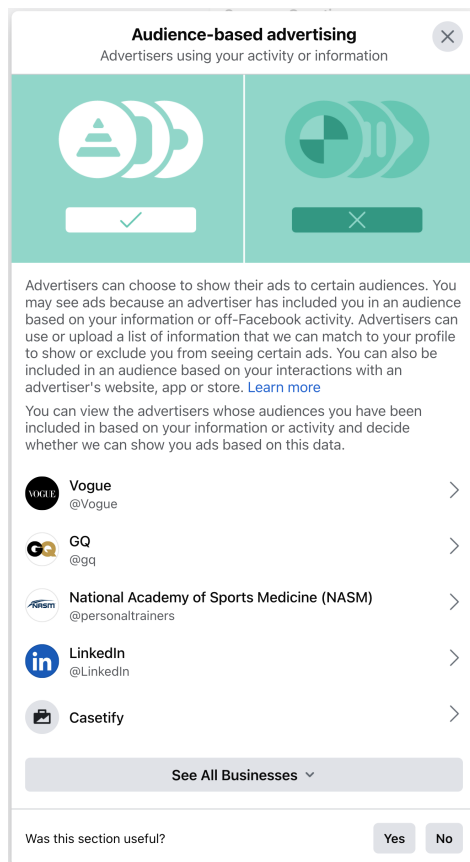 Audience-based advertising
Advertisers using your activity or information
Advertisers can choose to show their ads to certain audiences. You
may see ads because an advertiser has included you in an audience
based on your information or off-Facebook activity. Advertisers can
use or upload a list of information that we can match to your profile
to show or exclude you from seeing certain ads. You can also be
included in an audience based on your interactions with an
advertiser's website, app or store. Learn more
You can view the advertisers whose audiences you have been
included in based on your information or activity and decide
whether we can show you ads based on this data.
VOGUE
Vogue
@Vogue
GQ
GQ
@gq
NASM
National Academy of Sports Medicine (NASM)
@personaltrainers
in
LinkedIn
@LinkedIn
Casetify
See All Businesses
Was this section useful?
Yes
No